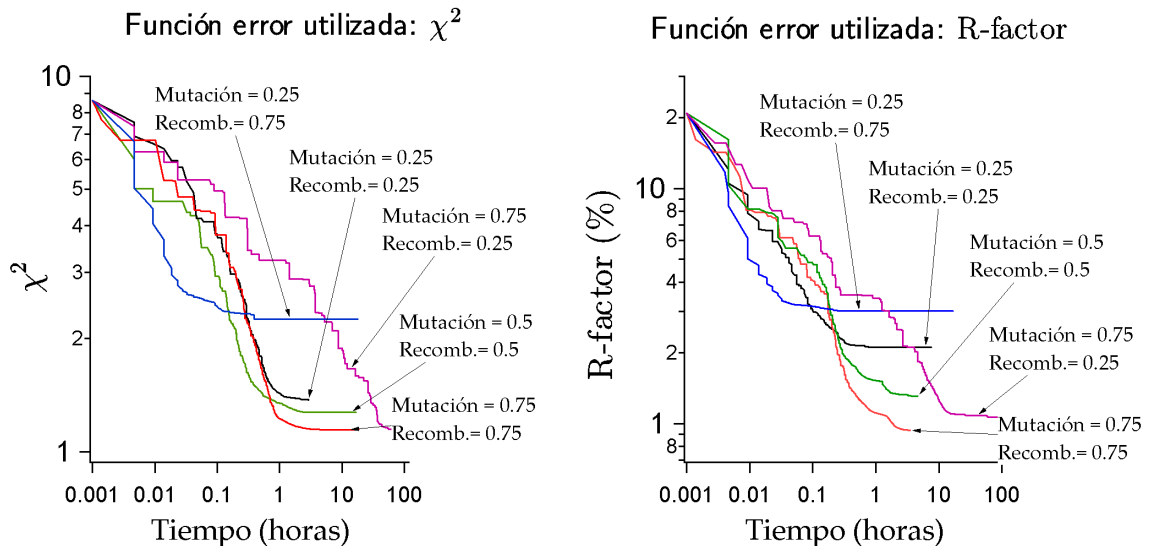 Función error utilizada: χ²
10
8
7
6
5
4
3
2
1
χ²
0.001
0.01
0.1
1
10
100
Tiempo (horas)
Mutación = 0.25
Recomb.= 0.75
Mutación = 0.25
Recomb.= 0.25
Mutación = 0.75
Recomb.= 0.25
Mutación = 0.5
Recomb.= 0.5
Mutación = 0.75
Recomb.= 0.75
Función error utilizada: R-factor
2
10
8
6
4
3
2
1
8
R-factor (%)
0.001
0.01
0.1
1
10
100
Tiempo (horas)
Mutación = 0.25
Recomb.= 0.75
Mutación = 0.25
Recomb.= 0.25
Mutación = 0.5
Recomb.= 0.5
Mutación = 0.75
Recomb.= 0.25
Mutación = 0.75
Recomb.= 0.75